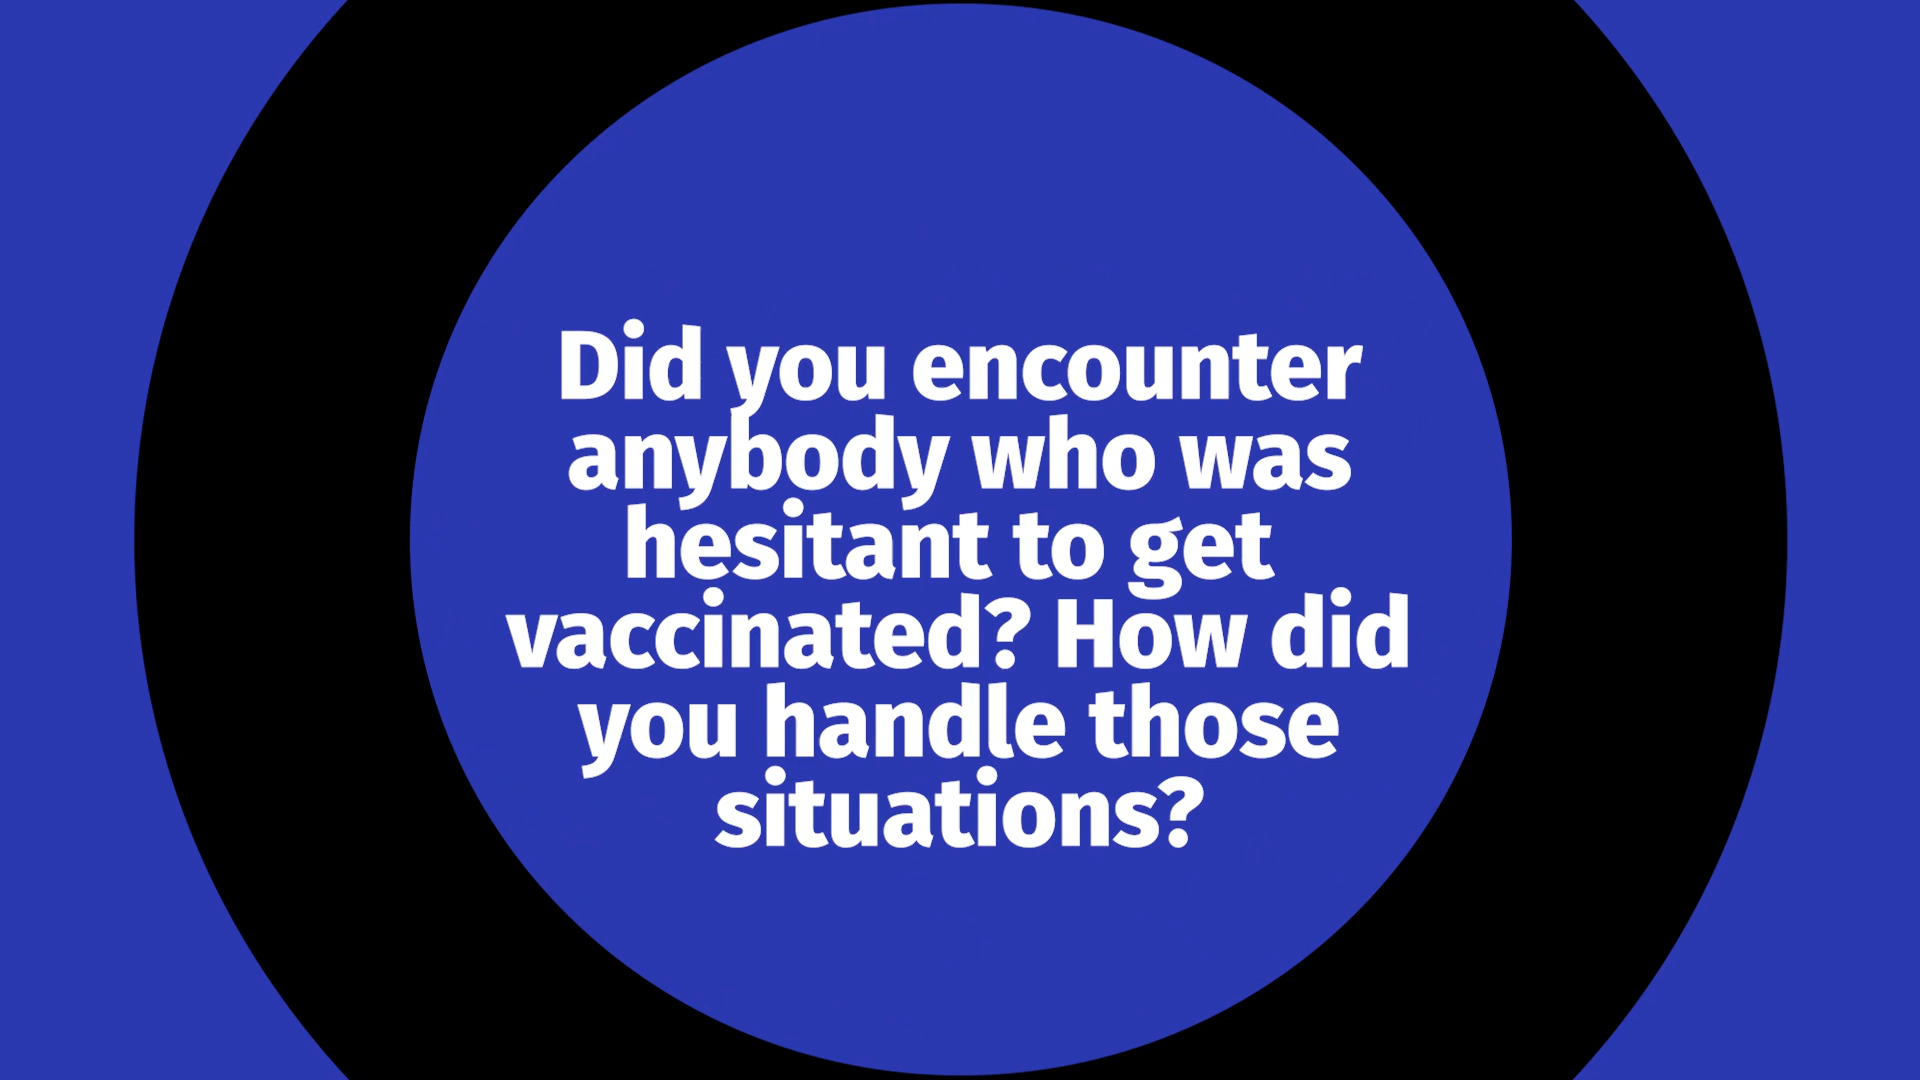 Did you encounter
anybody who was
hesitant to get
vaccinated? How did
you handle those
situations?